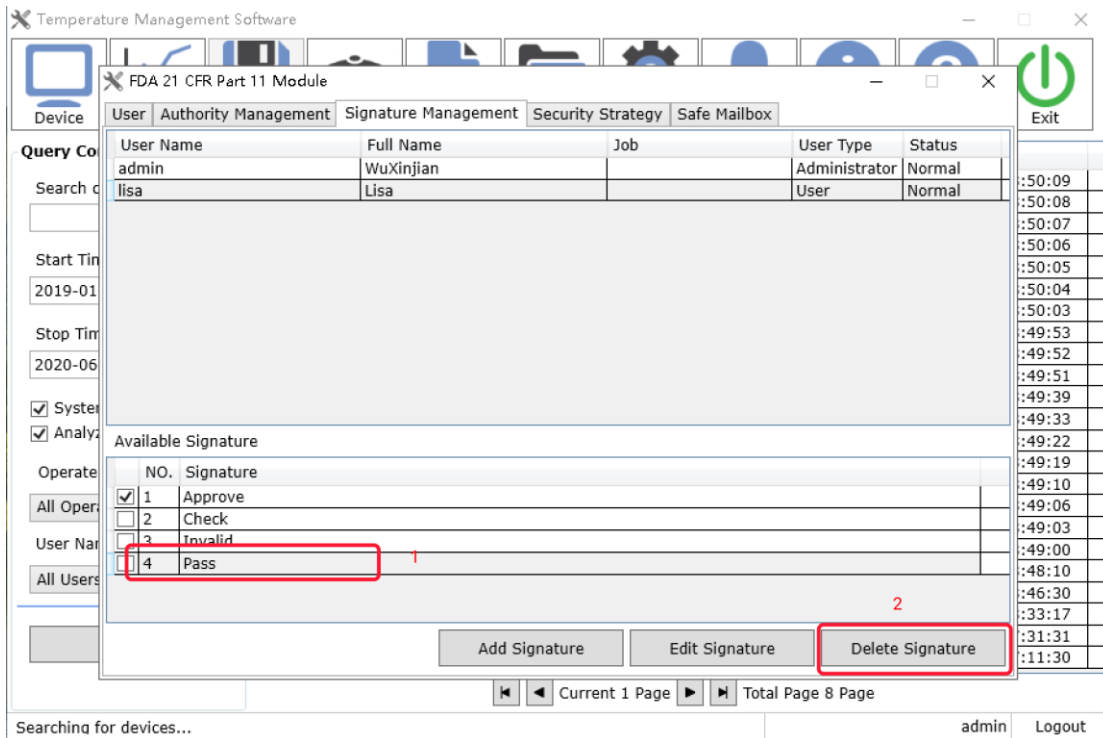 Temperature Management Software
Device
Exit
FDA 21 CFR Part 11 Module
User Authority Management Signature Management Security Strategy Safe Mailbox
User Name Full Name Job User Type Status
admin WuXinjian Administrator Normal
lisa Lisa User Normal
Query Co
Search
Start Tim
2019-01
Stop Tim
2020-06
System
Analyz
Operate
All Opera
User Nam
All Users
:50:09
:50:08
:50:07
:50:06
:50:05
:50:04
:50:03
:49:53
:49:52
:49:51
:49:39
:49:33
:49:22
:49:19
:49:10
:49:06
:49:03
:49:00
:48:10
:46:30
:33:17
:31:31
:11:30
Available Signature
NO. Signature
1 Approve
2 Check
3 Invalid
4 Pass
1
2
Add Signature Edit Signature Delete Signature
Current 1 Page Total Page 8 Page
Searching for devices... admin Logout